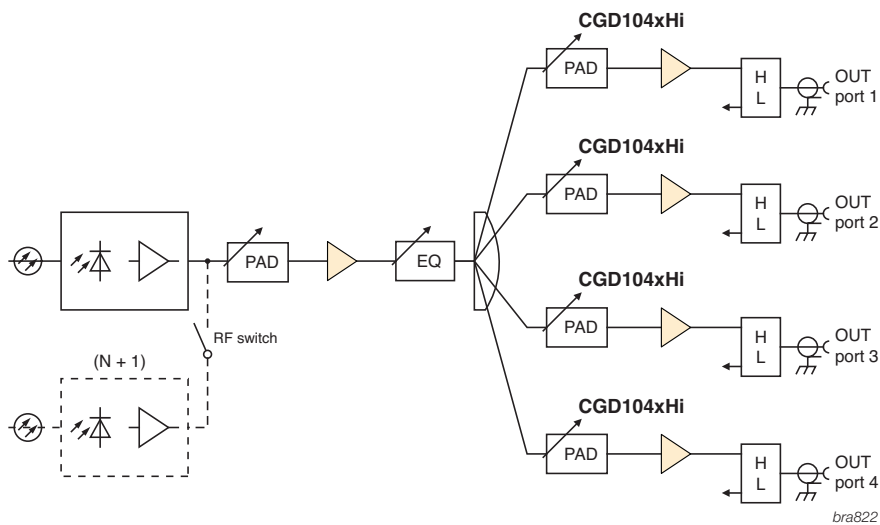 CGD104xHi
PAD
H
L
OUT
port 1
CGD104xHi
PAD
H
L
OUT
port 2
PAD
EQ
RF switch
(N + 1)
CGD104xHi
PAD
H
L
OUT
port 3
CGD104xHi
PAD
H
L
OUT
port 4
bra822